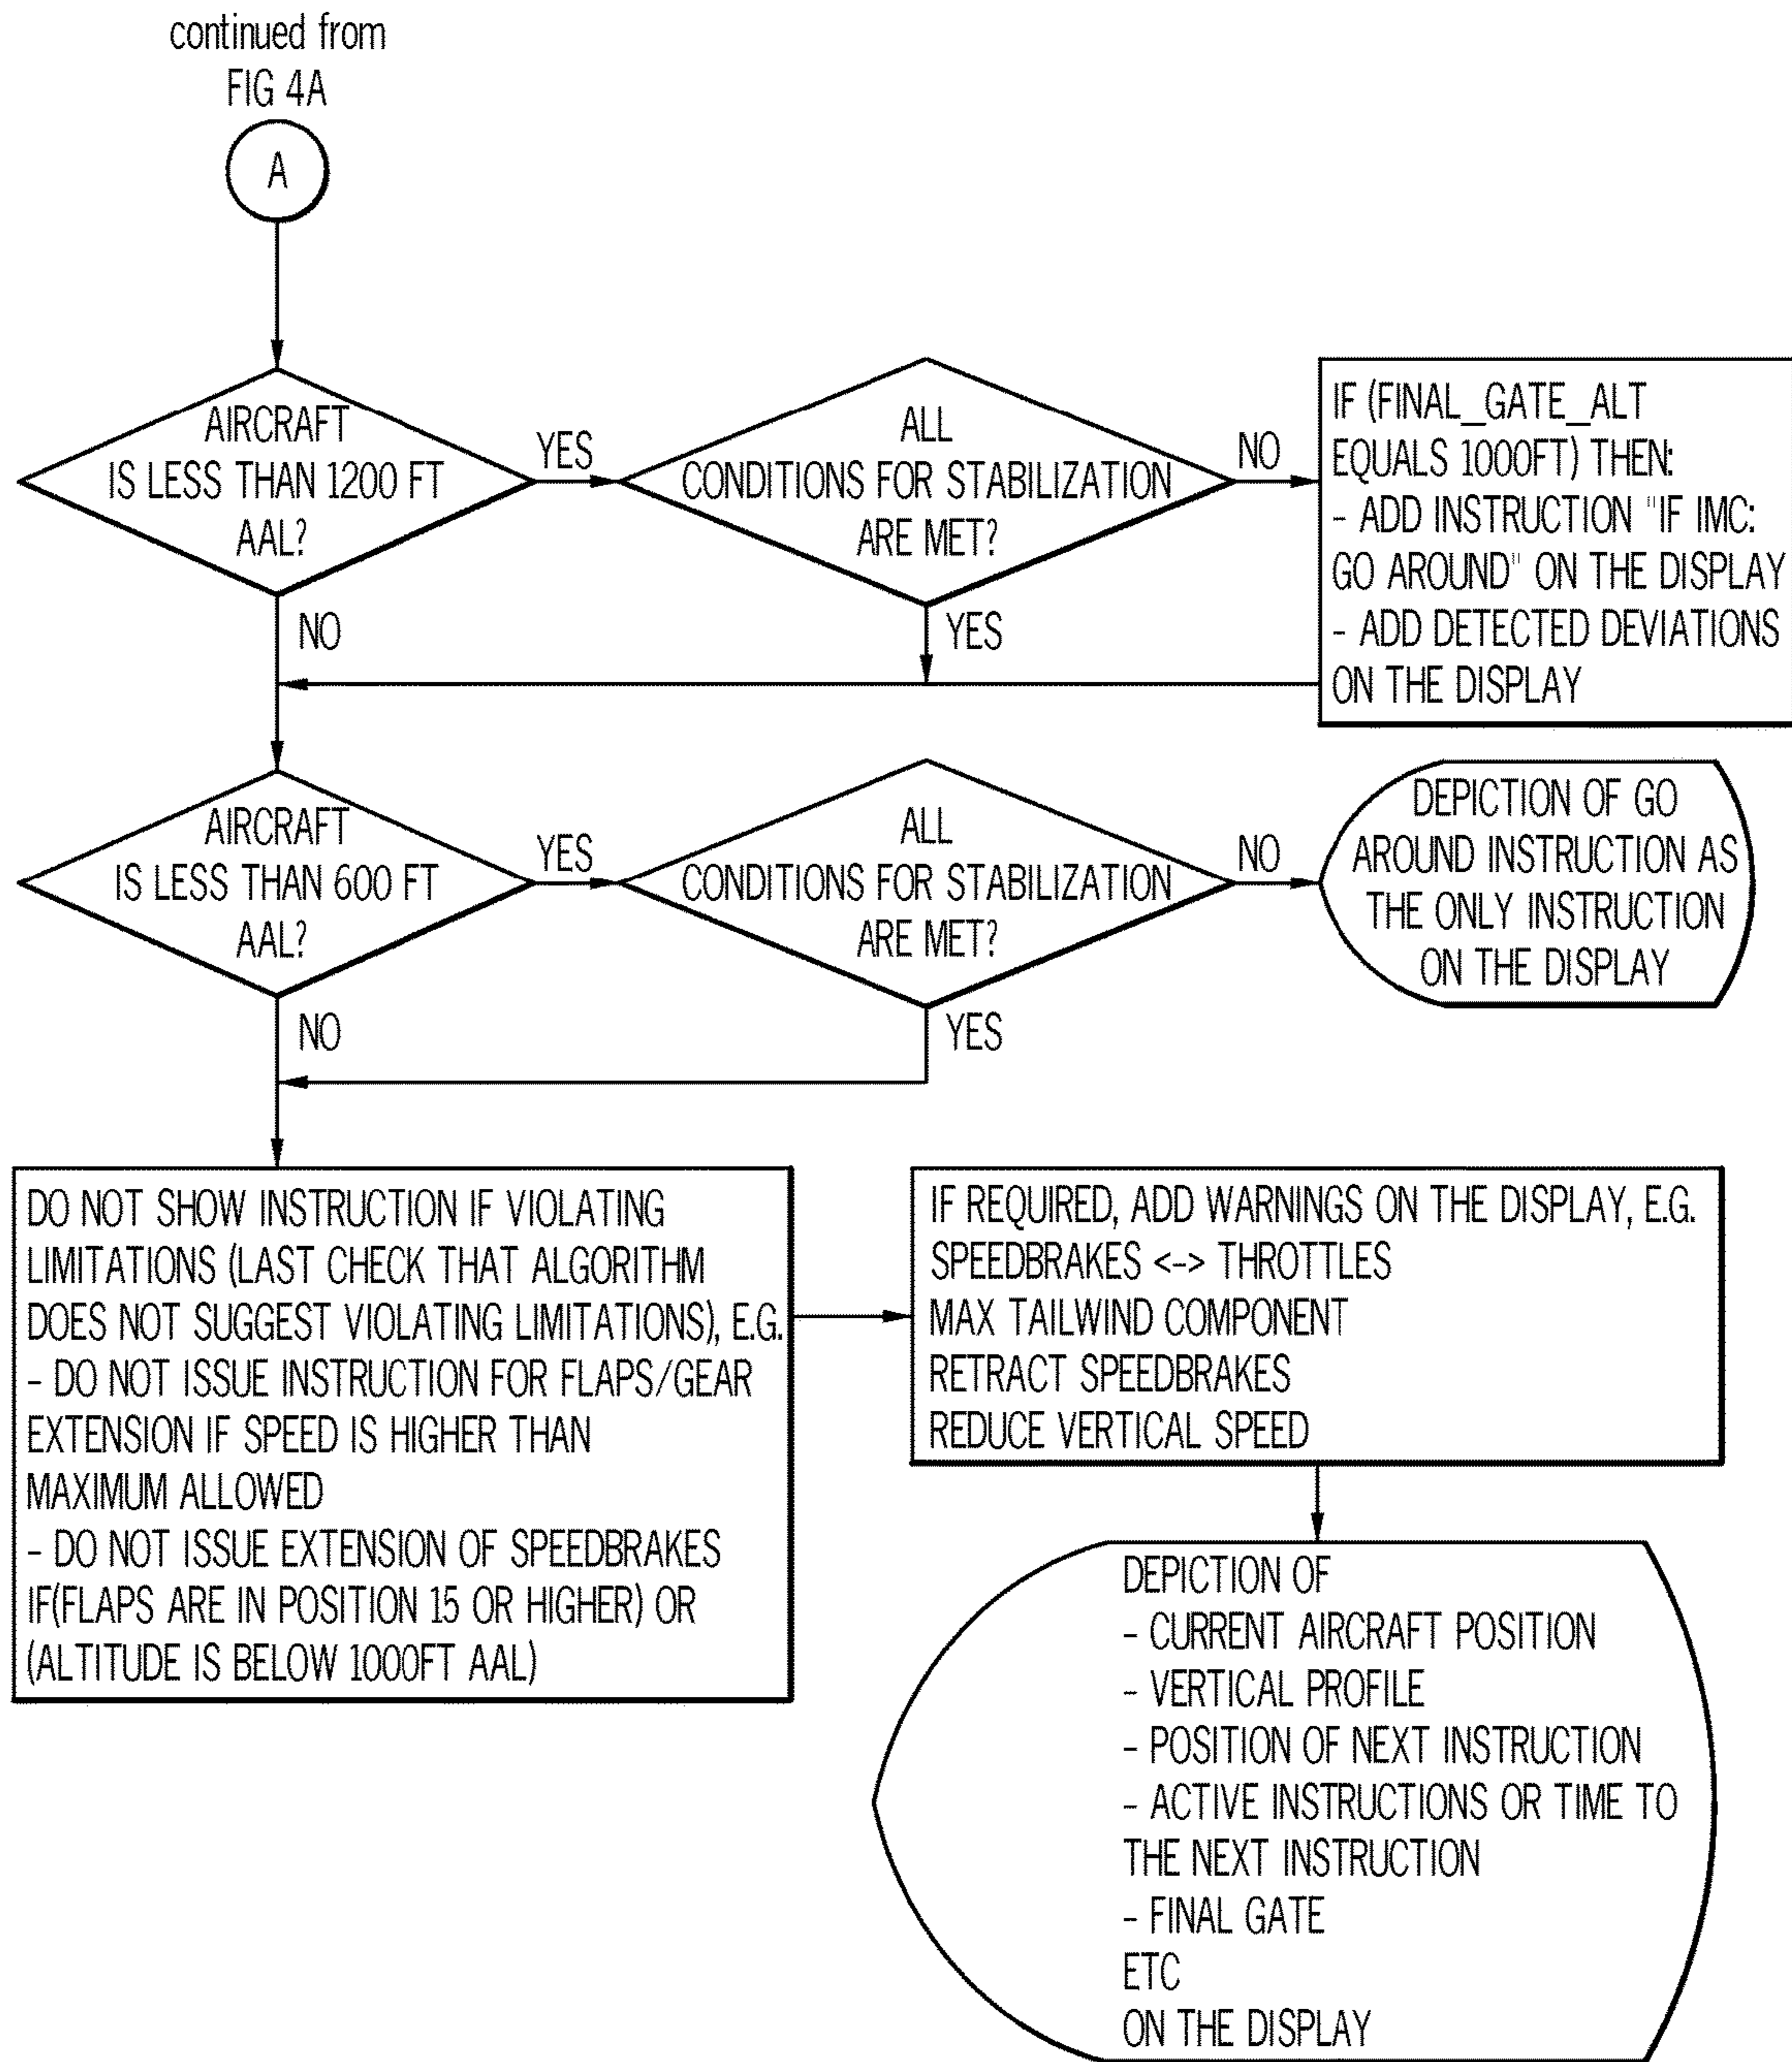 continued from
FIG 4A
A
AIRCRAFT
IS LESS THAN 1200 FT
AAL?
YES
NO
ALL
CONDITIONS FOR STABILIZATION
ARE MET?
NO
YES
IF (FINAL_GATE_ALT
EQUALS 1000FT) THEN:
- ADD INSTRUCTION "IF IMC:
GO AROUND" ON THE DISPLAY
- ADD DETECTED DEVIATIONS
ON THE DISPLAY
AIRCRAFT
IS LESS THAN 600 FT
AAL?
YES
NO
ALL
CONDITIONS FOR STABILIZATION
ARE MET?
NO
YES
DEPICTION OF GO
AROUND INSTRUCTION AS
THE ONLY INSTRUCTION
ON THE DISPLAY
DO NOT SHOW INSTRUCTION IF VIOLATING
LIMITATIONS (LAST CHECK THAT ALGORITHM
DOES NOT SUGGEST VIOLATING LIMITATIONS), E.G.
- DO NOT ISSUE INSTRUCTION FOR FLAPS/GEAR
EXTENSION IF SPEED IS HIGHER THAN
MAXIMUM ALLOWED
- DO NOT ISSUE EXTENSION OF SPEEDBRAKES
IF(FLAPS ARE IN POSITION 15 OR HIGHER) OR
(ALTITUDE IS BELOW 1000FT AAL)
IF REQUIRED, ADD WARNINGS ON THE DISPLAY, E.G.
SPEEDBRAKES <-> THROTTLES
MAX TAILWIND COMPONENT
RETRACT SPEEDBRAKES
REDUCE VERTICAL SPEED
DEPICTION OF
- CURRENT AIRCRAFT POSITION
- VERTICAL PROFILE
- POSITION OF NEXT INSTRUCTION
- ACTIVE INSTRUCTIONS OR TIME TO
THE NEXT INSTRUCTION
- FINAL GATE
ETC
ON THE DISPLAY